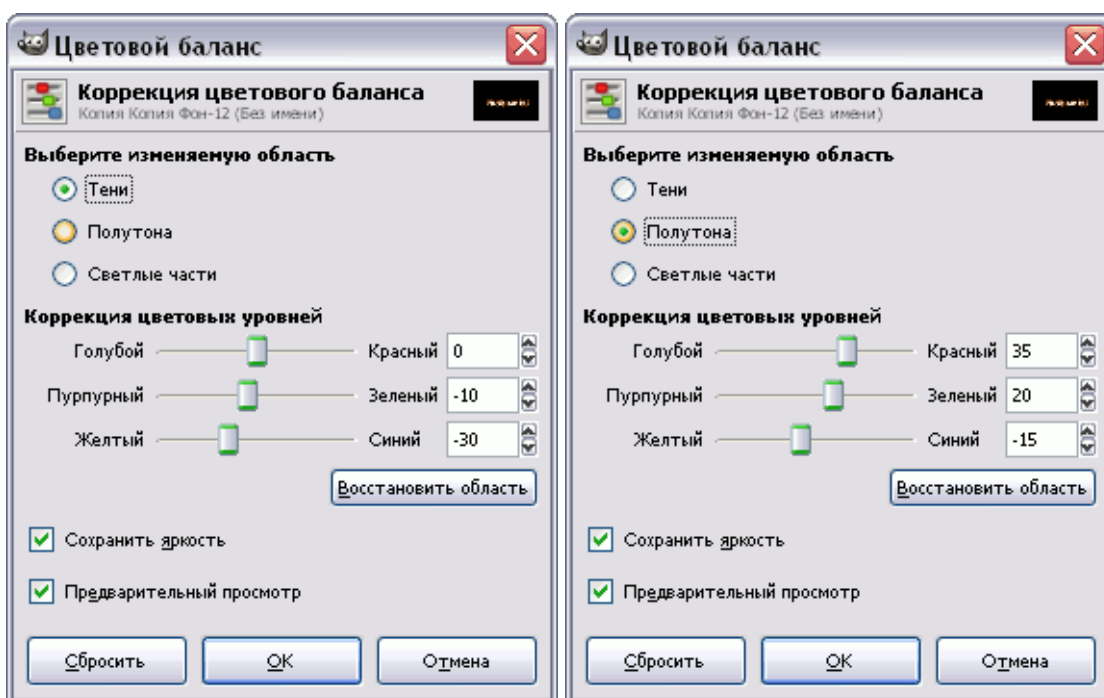 Цветовой баланс
Коррекция цветового баланса
Копия Копия Фон-12 (Без имени)
Выберите изменяемую область
Тени
Полутона
Светлые части
Коррекция цветовых уровней
Голубой Красный 0
Пурпурный Зеленый -10
Желтый Синий -30
Восстановить область
Сохранить яркость
Предварительный просмотр
Сбросить OK Отмена
Цветовой баланс
Коррекция цветового баланса
Копия Копия Фон-12 (Без имени)
Выберите изменяемую область
Тени
Полутона
Светлые части
Коррекция цветовых уровней
Голубой Красный 35
Пурпурный Зеленый 20
Желтый Синий -15
Восстановить область
Сохранить яркость
Предварительный просмотр
Сбросить OK Отмена